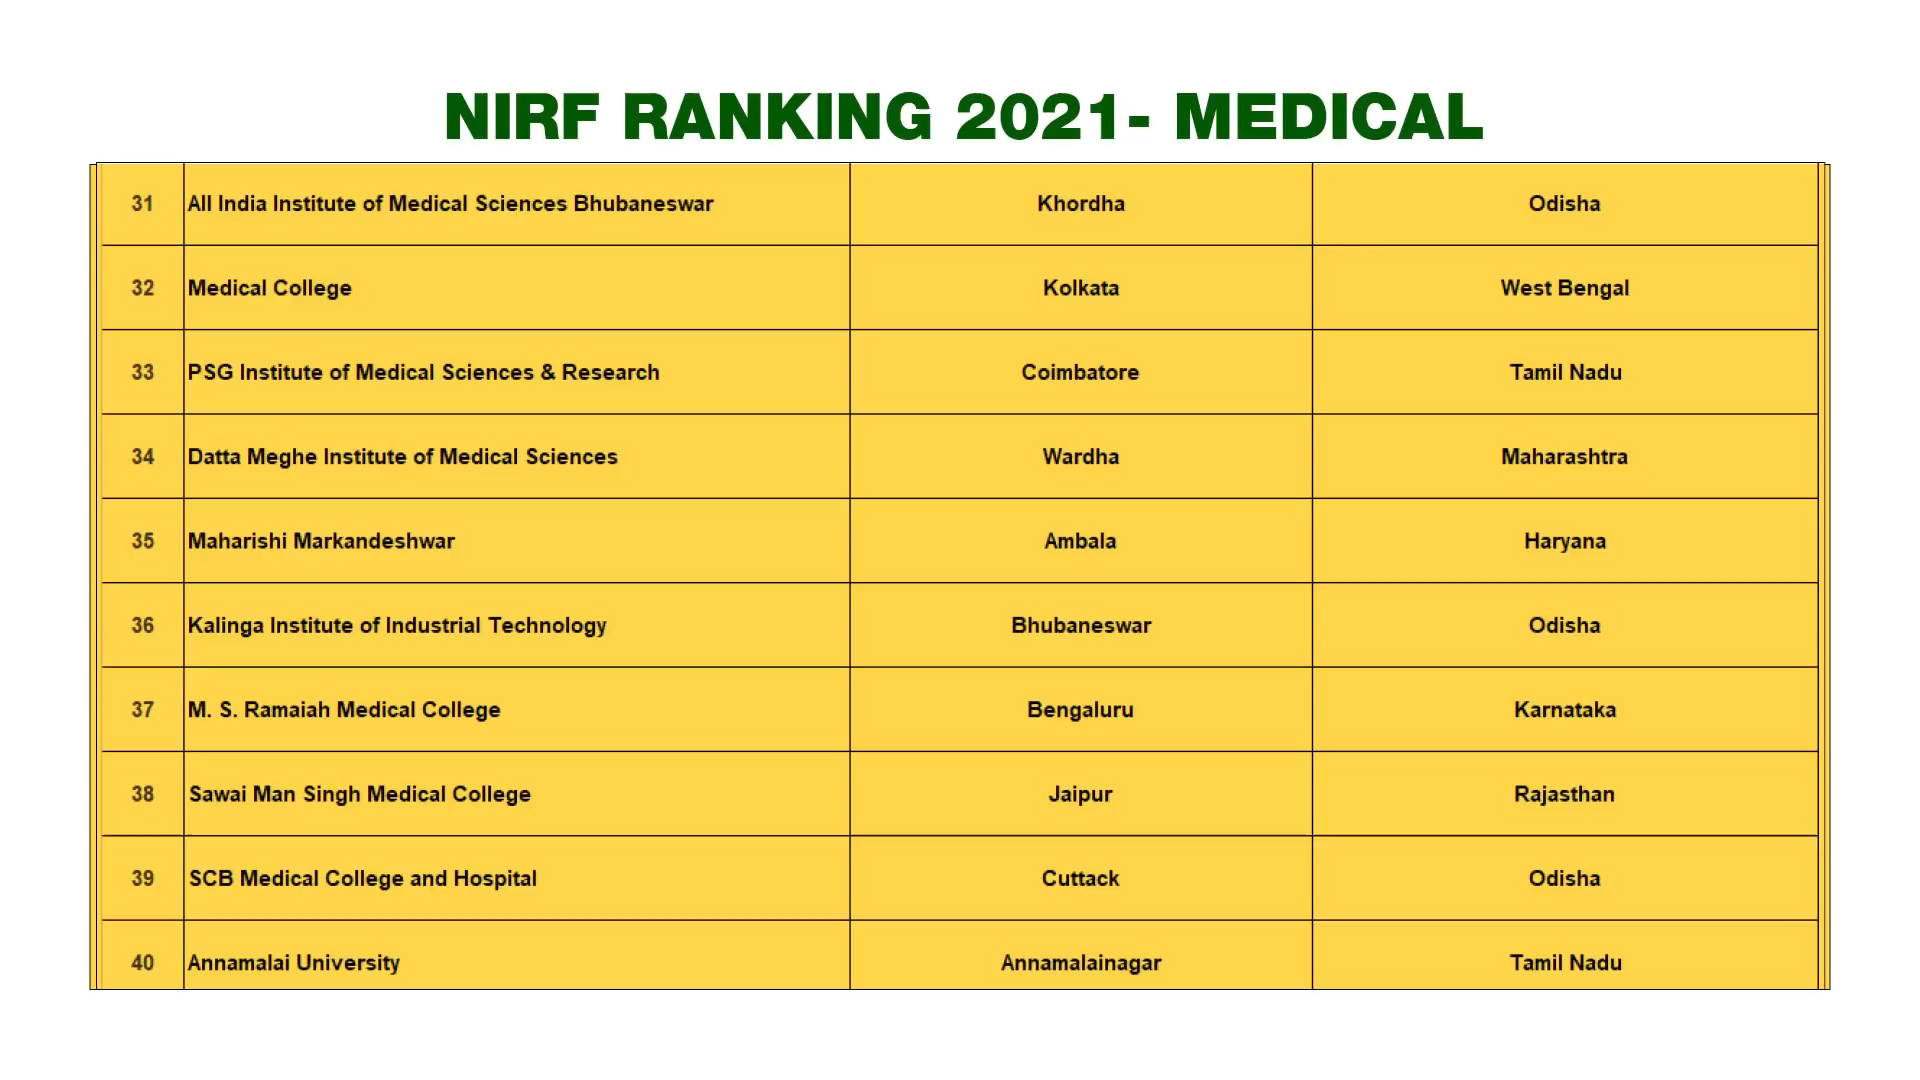 NIRF RANKING 2021- MEDICAL
31 All India Institute of Medical Sciences Bhubaneswar Khordha Odisha
32 Medical College Kolkata West Bengal
33 PSG Institute of Medical Sciences & Research Coimbatore Tamil Nadu
34 Datta Meghe Institute of Medical Sciences Wardha Maharashtra
35 Maharishi Markandeshwar Ambala Haryana
36 Kalinga Institute of Industrial Technology Bhubaneswar Odisha
37 M. S. Ramaiah Medical College Bengaluru Karnataka
38 Sawai Man Singh Medical College Jaipur Rajasthan
39 SCB Medical College and Hospital Cuttack Odisha
40 Annamalai University Annamalainagar Tamil Nadu